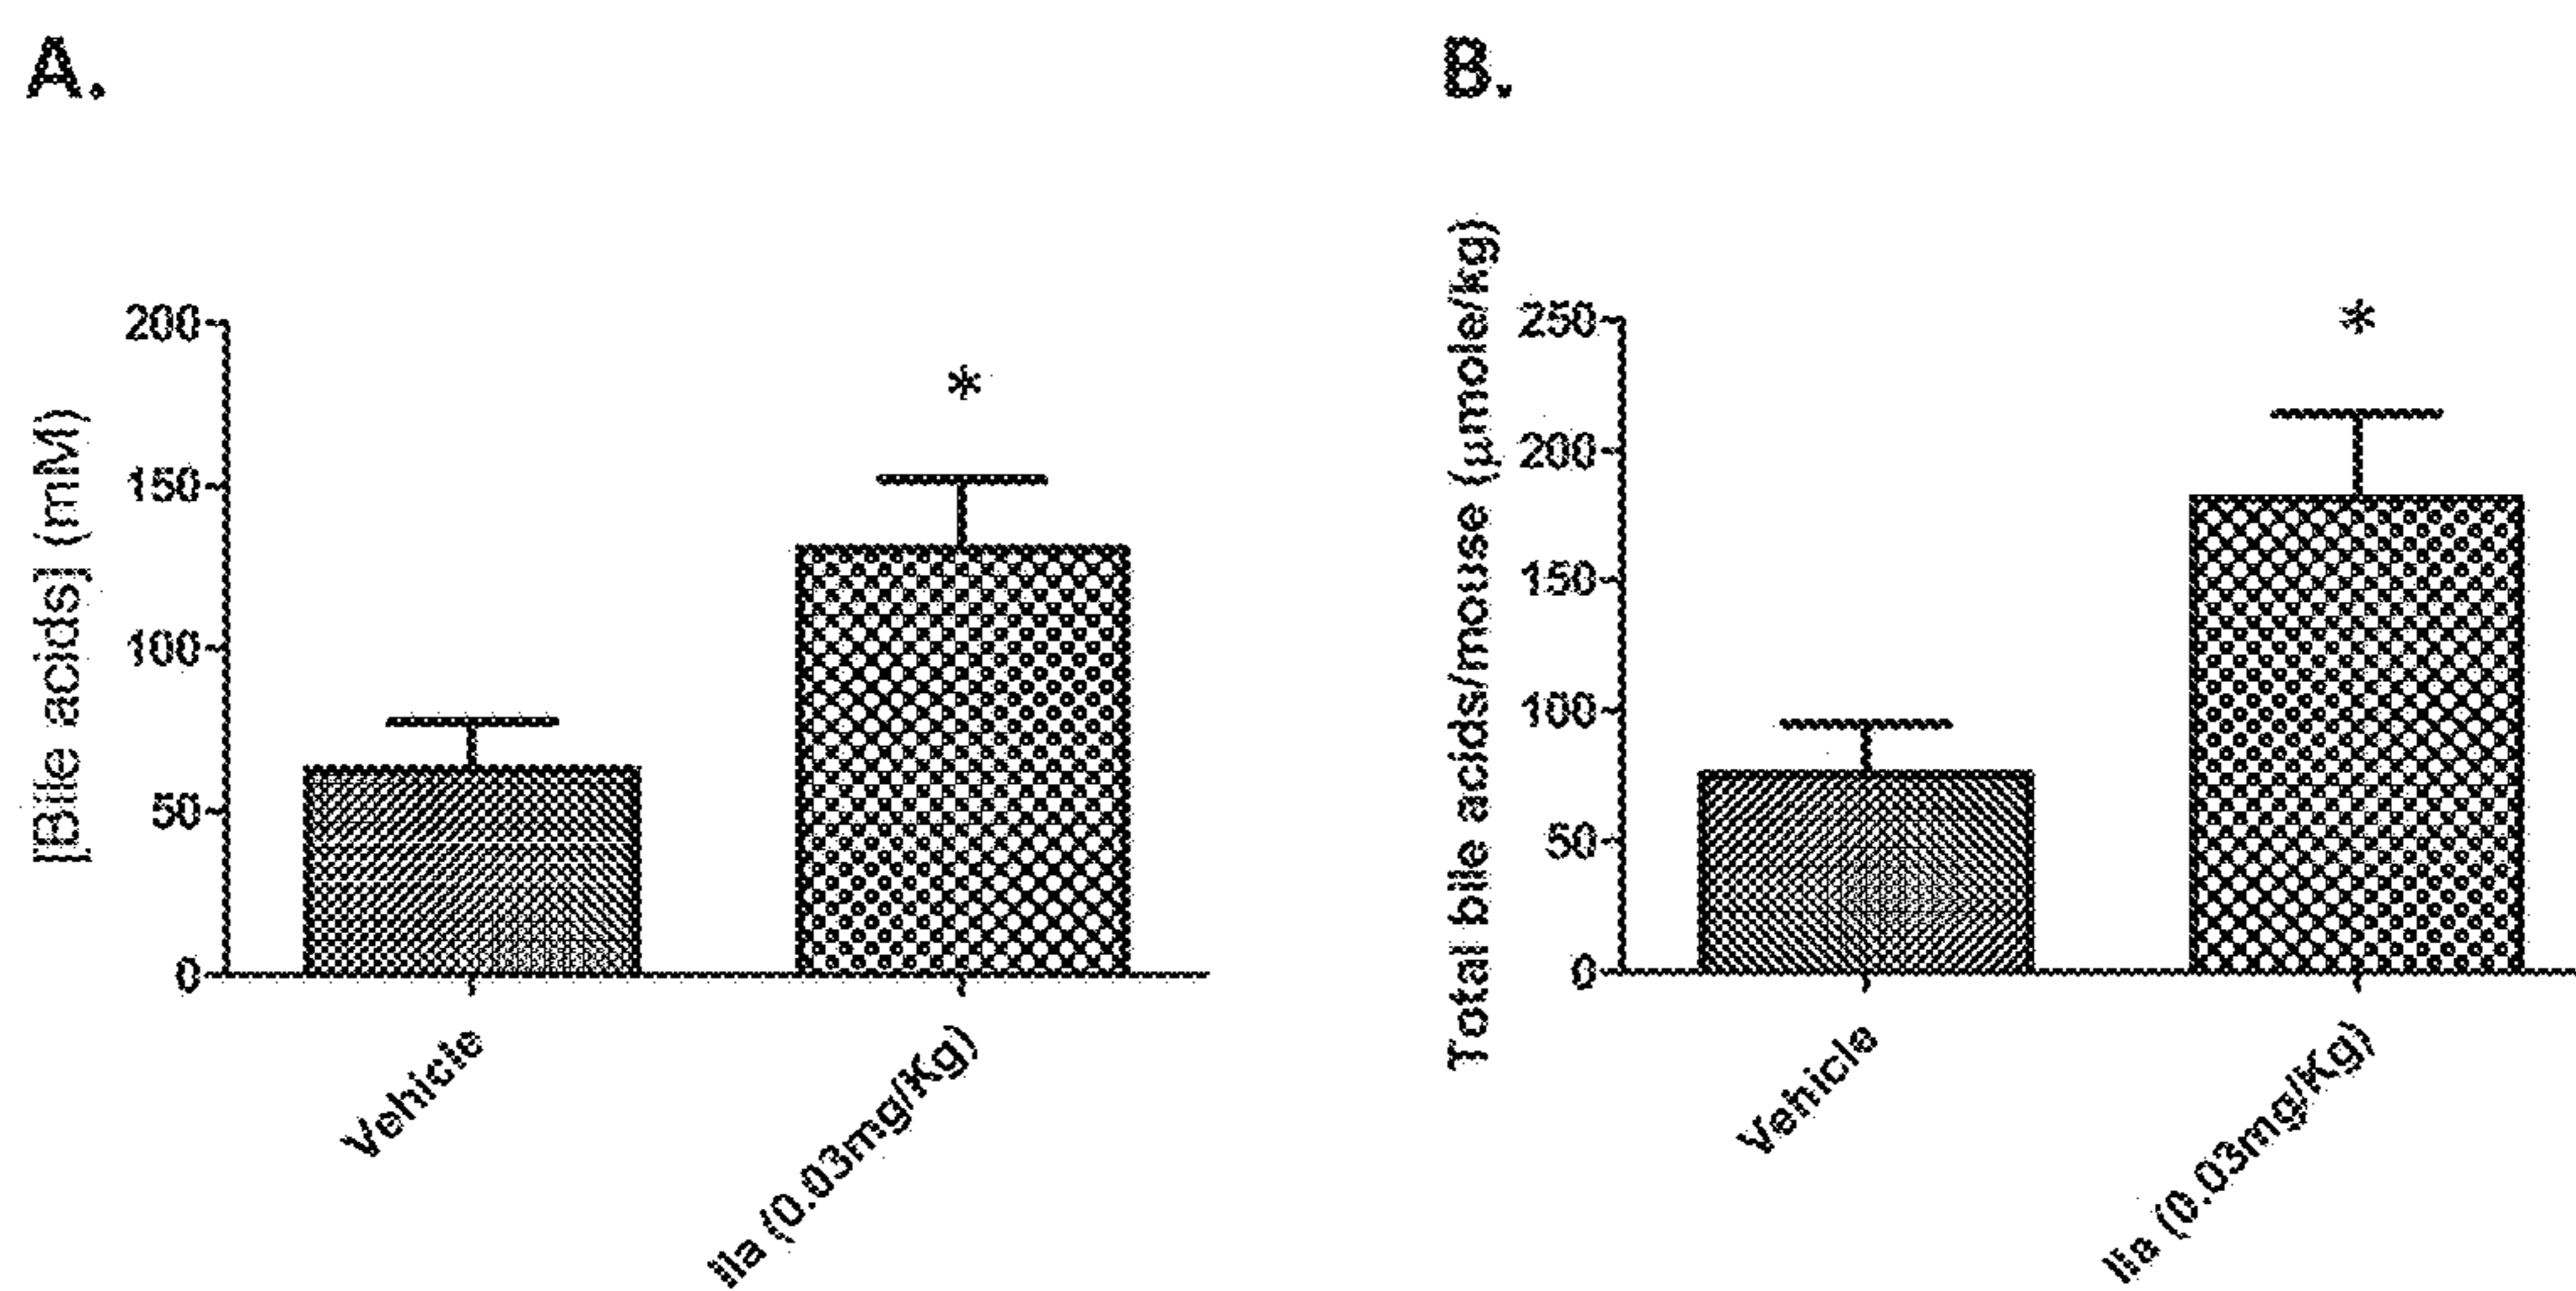 A.
[Bile acids] (mM)
200
150
100
50
0
*
Vehicle
IIa (0.03mg/Kg)
B.
Total bile acids/mouse (µmole/kg)
250
200
150
100
50
0
*
Vehicle
IIa (0.03mg/Kg)